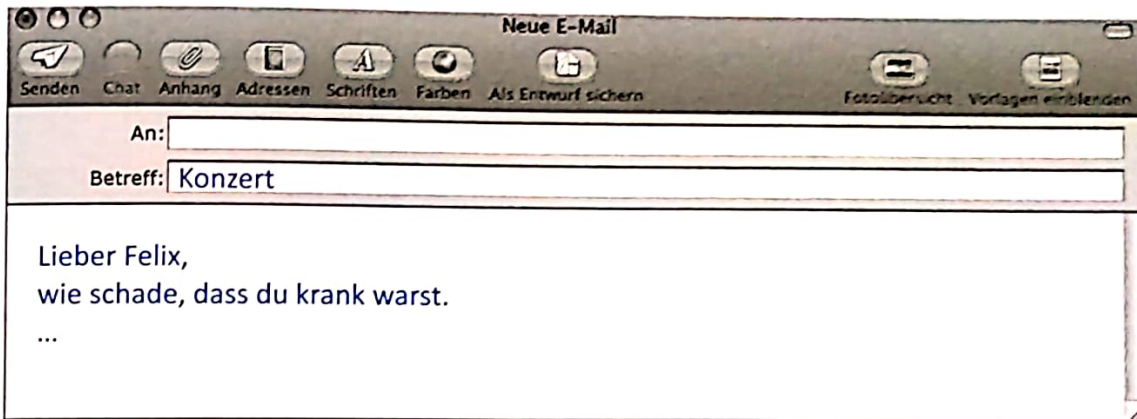 Neue E-Mail
Senden Chat Anhang Adressen Schriften Farben Als Entwurf sichern Fotoübersicht Vorlagen einblenden
An:
Betreff: Konzert
Lieber Felix,
wie schade, dass du krank warst.
...